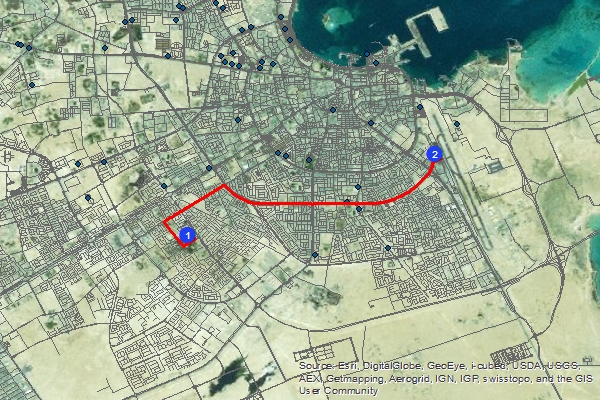 2
1
Source: Esri, DigitalGlobe, GeoEye, i-cubed, USDA, USGS,
AEX, Getmapping, Aerogrid, IGN, IGP, swisstopo, and the GIS
User Community